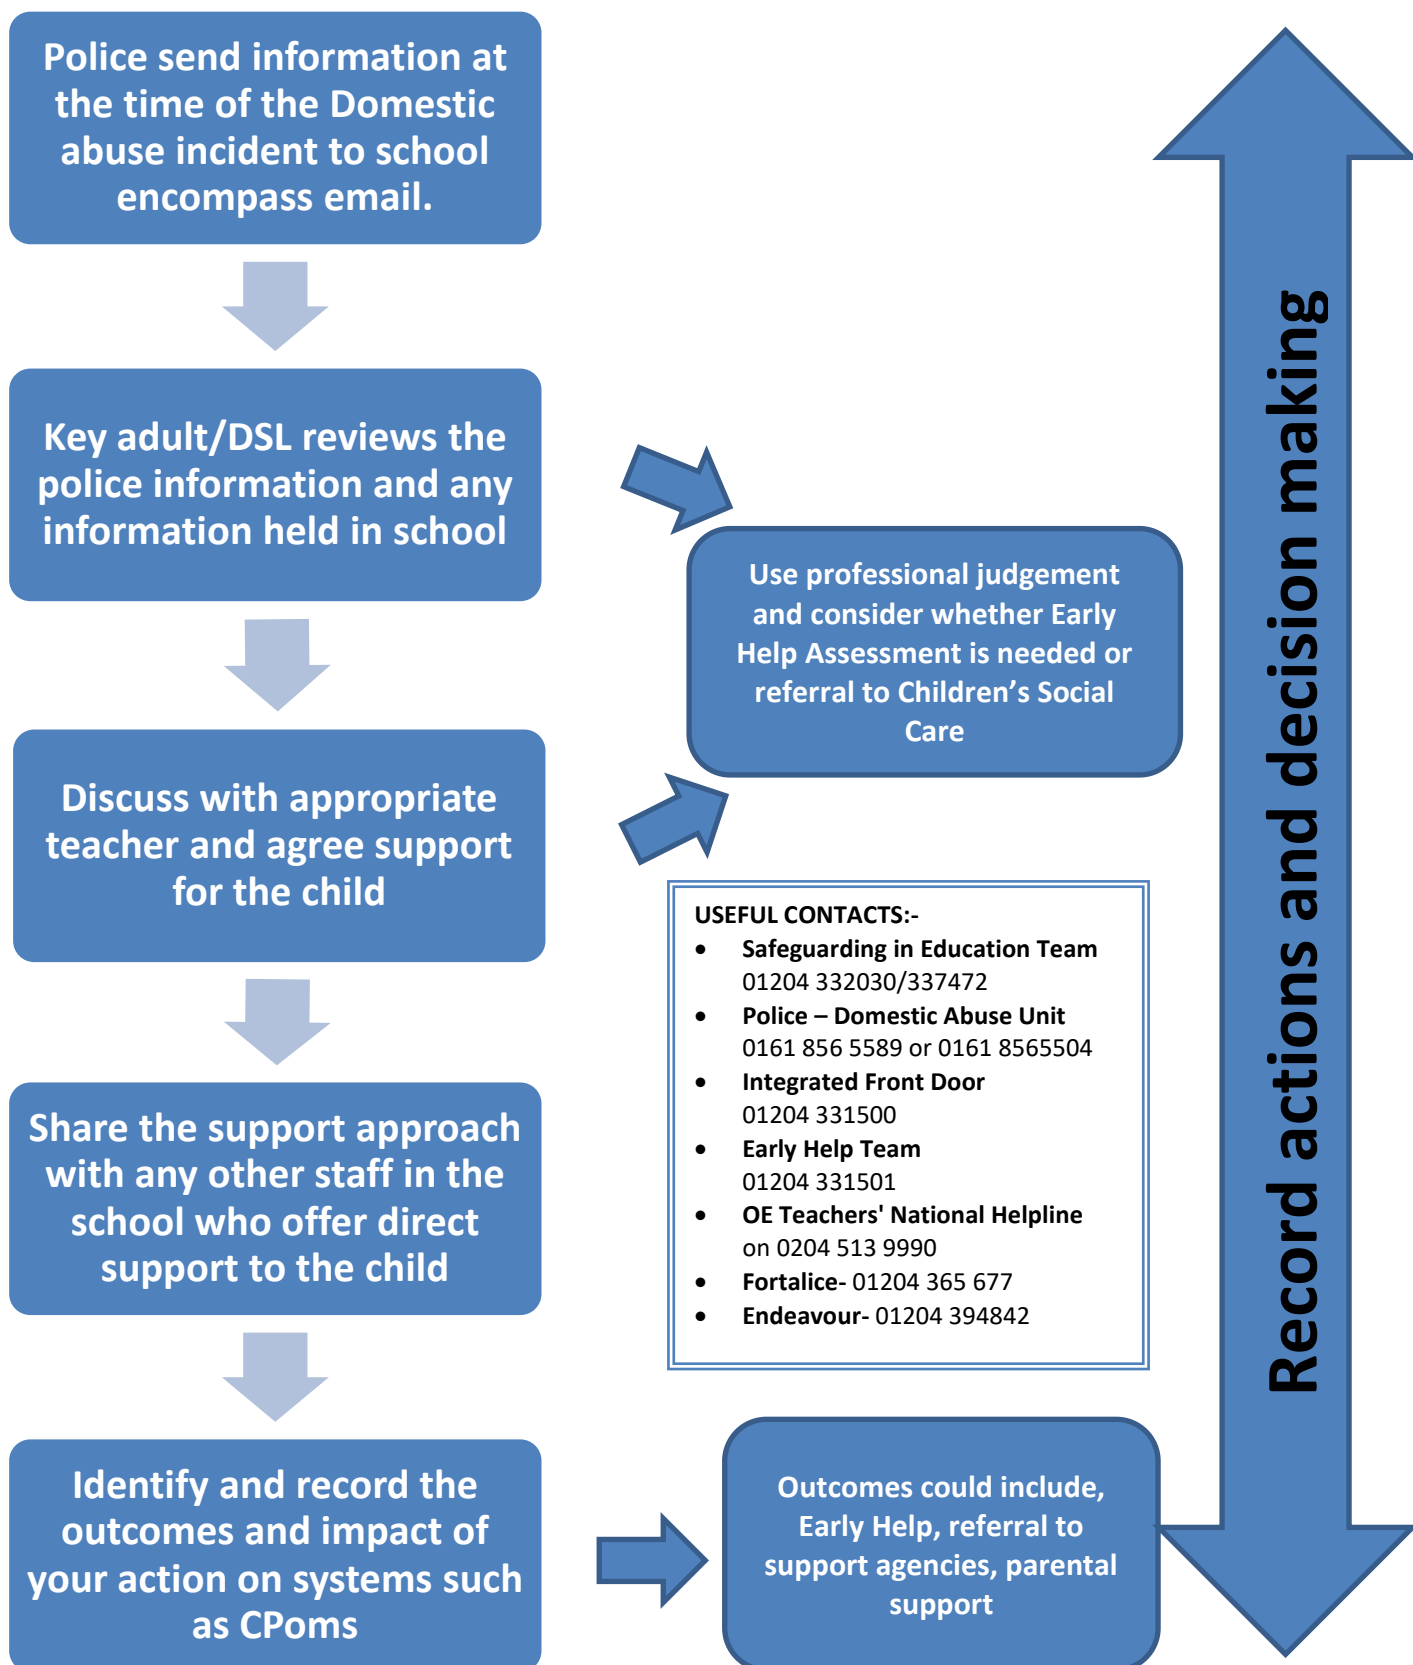 Police send information at
the time of the Domestic
abuse incident to school
encompass email.
Key adult/DSL reviews the
police information and any
information held in school
Use professional judgement
and consider whether Early
Help Assessment is needed or
referral to Children’s Social
Care
Discuss with appropriate
teacher and agree support
for the child
USEFUL CONTACTS:-
• Safeguarding in Education Team
01204 332030/337472
• Police – Domestic Abuse Unit
0161 856 5589 or 0161 8565504
• Integrated Front Door
01204 331500
• Early Help Team
01204 331501
• OE Teachers' National Helpline
on 0204 513 9990
• Fortalice- 01204 365 677
• Endeavour- 01204 394842
Share the support approach
with any other staff in the
school who offer direct
support to the child
Identify and record the
outcomes and impact of
your action on systems such
as CPoms
Outcomes could include,
Early Help, referral to
support agencies, parental
support
Record actions and decision making